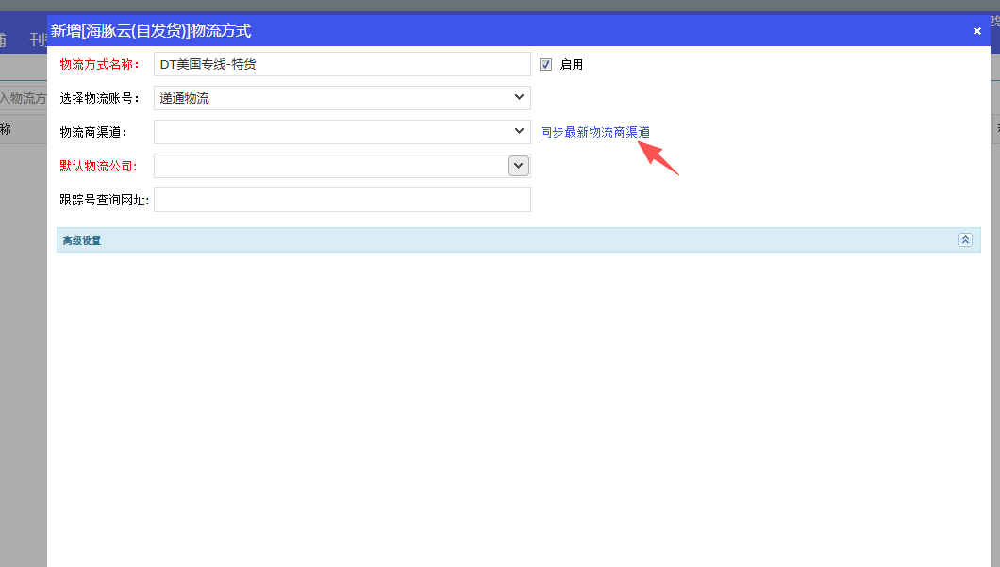 新增[海豚云(自发货)]物流方式
物流方式名称： DT美国专线-特货 启用
选择物流账号： 递通物流
物流商渠道： 同步最新物流商渠道
默认物流公司:
跟踪号查询网址:
高级设置
入物流方
称